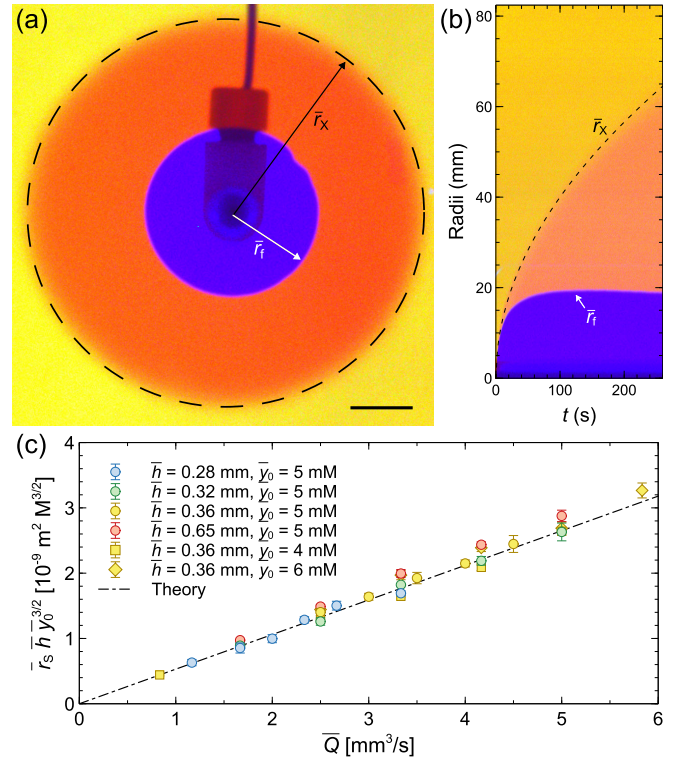 (a)
r̄X
r̄f
(b)
80
60
40
20
0
Radii (mm)
r̄X
r̄f
0
100
200
t (s)
(c)
4
3
2
1
0
r̄s h̄ ȳ0^3/2 [10^-9 m^2 M^3/2]
h̄ = 0.28 mm, ȳ0 = 5 mM
h̄ = 0.32 mm, ȳ0 = 5 mM
h̄ = 0.36 mm, ȳ0 = 5 mM
h̄ = 0.65 mm, ȳ0 = 5 mM
h̄ = 0.36 mm, ȳ0 = 4 mM
h̄ = 0.36 mm, ȳ0 = 6 mM
Theory
0 1 2 3 4 5 6
Q̄ [mm^3/s]